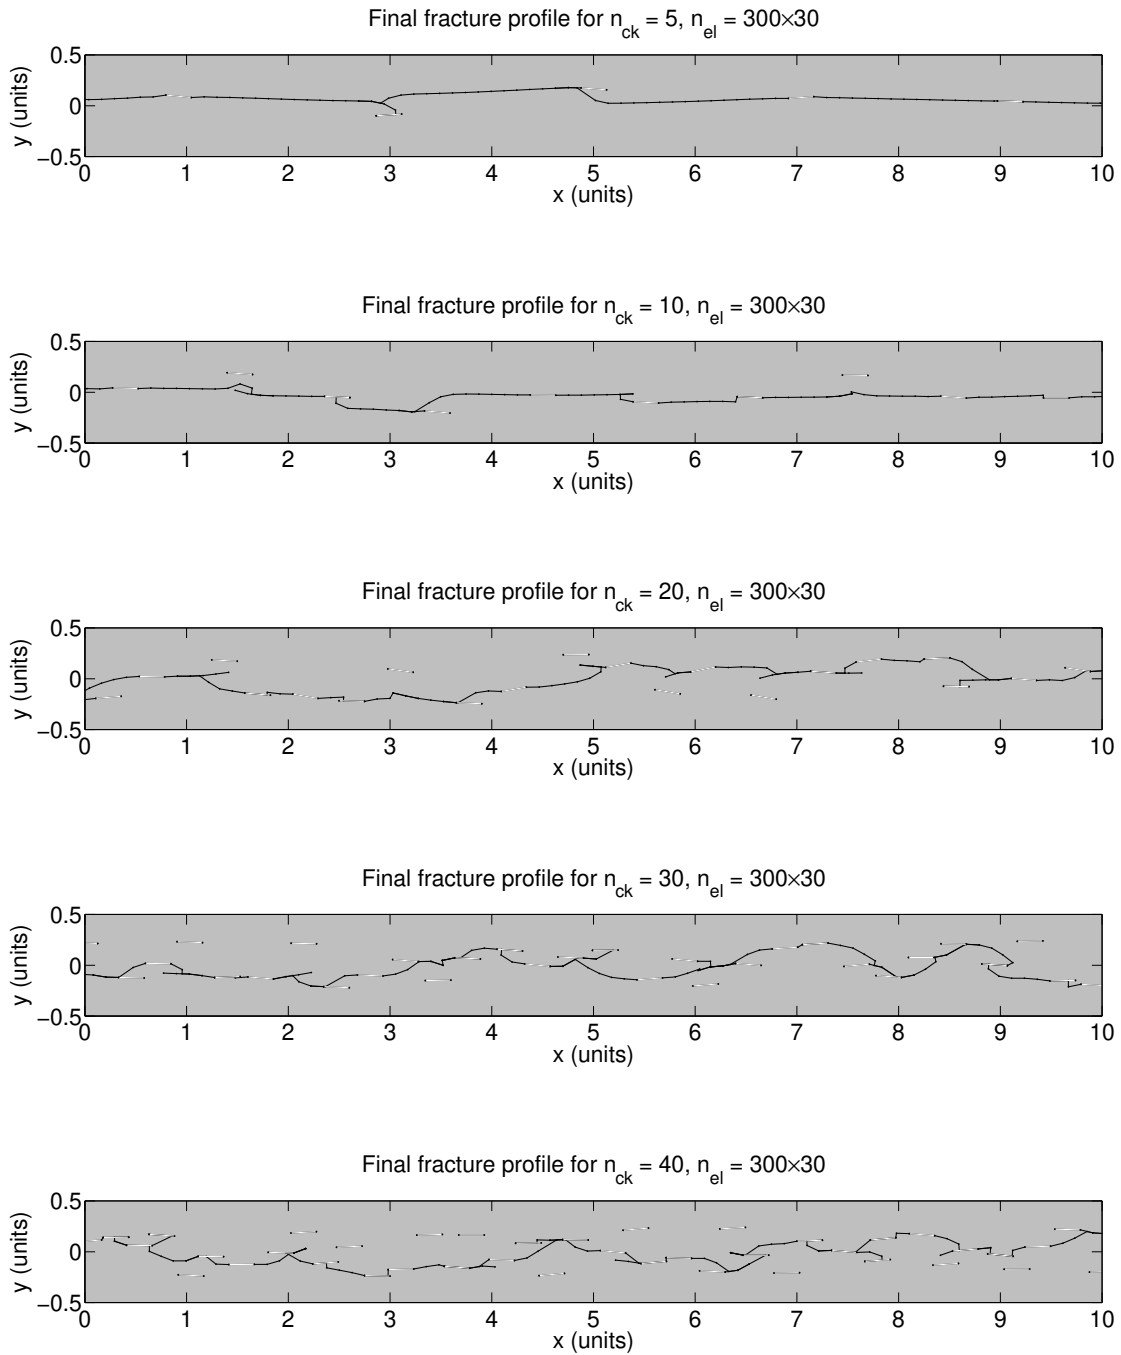 Final fracture profile for n_ck = 5, n_el = 300×30
0.5
0
−0.5
y (units)
0 1 2 3 4 5 6 7 8 9 10
x (units)
Final fracture profile for n_ck = 10, n_el = 300×30
0.5
0
−0.5
y (units)
0 1 2 3 4 5 6 7 8 9 10
x (units)
Final fracture profile for n_ck = 20, n_el = 300×30
0.5
0
−0.5
y (units)
0 1 2 3 4 5 6 7 8 9 10
x (units)
Final fracture profile for n_ck = 30, n_el = 300×30
0.5
0
−0.5
y (units)
0 1 2 3 4 5 6 7 8 9 10
x (units)
Final fracture profile for n_ck = 40, n_el = 300×30
0.5
0
−0.5
y (units)
0 1 2 3 4 5 6 7 8 9 10
x (units)